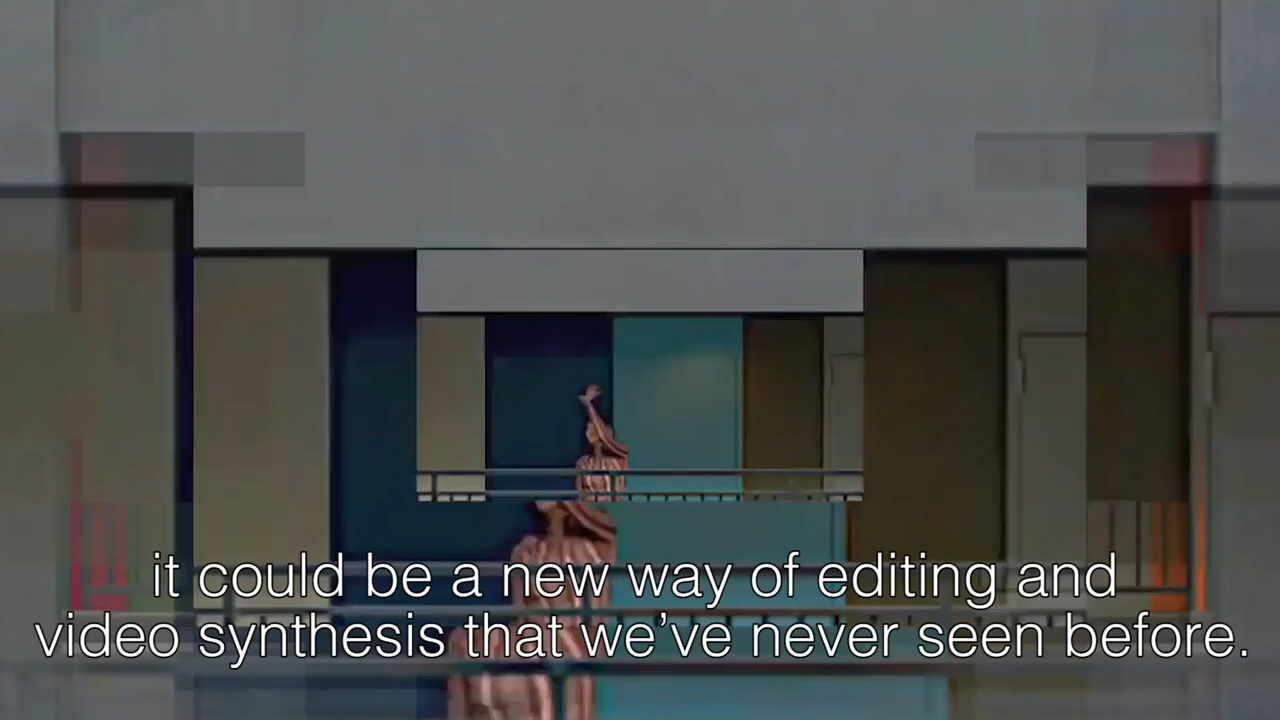 it could be a new way of editing and
video synthesis that we've never seen before.